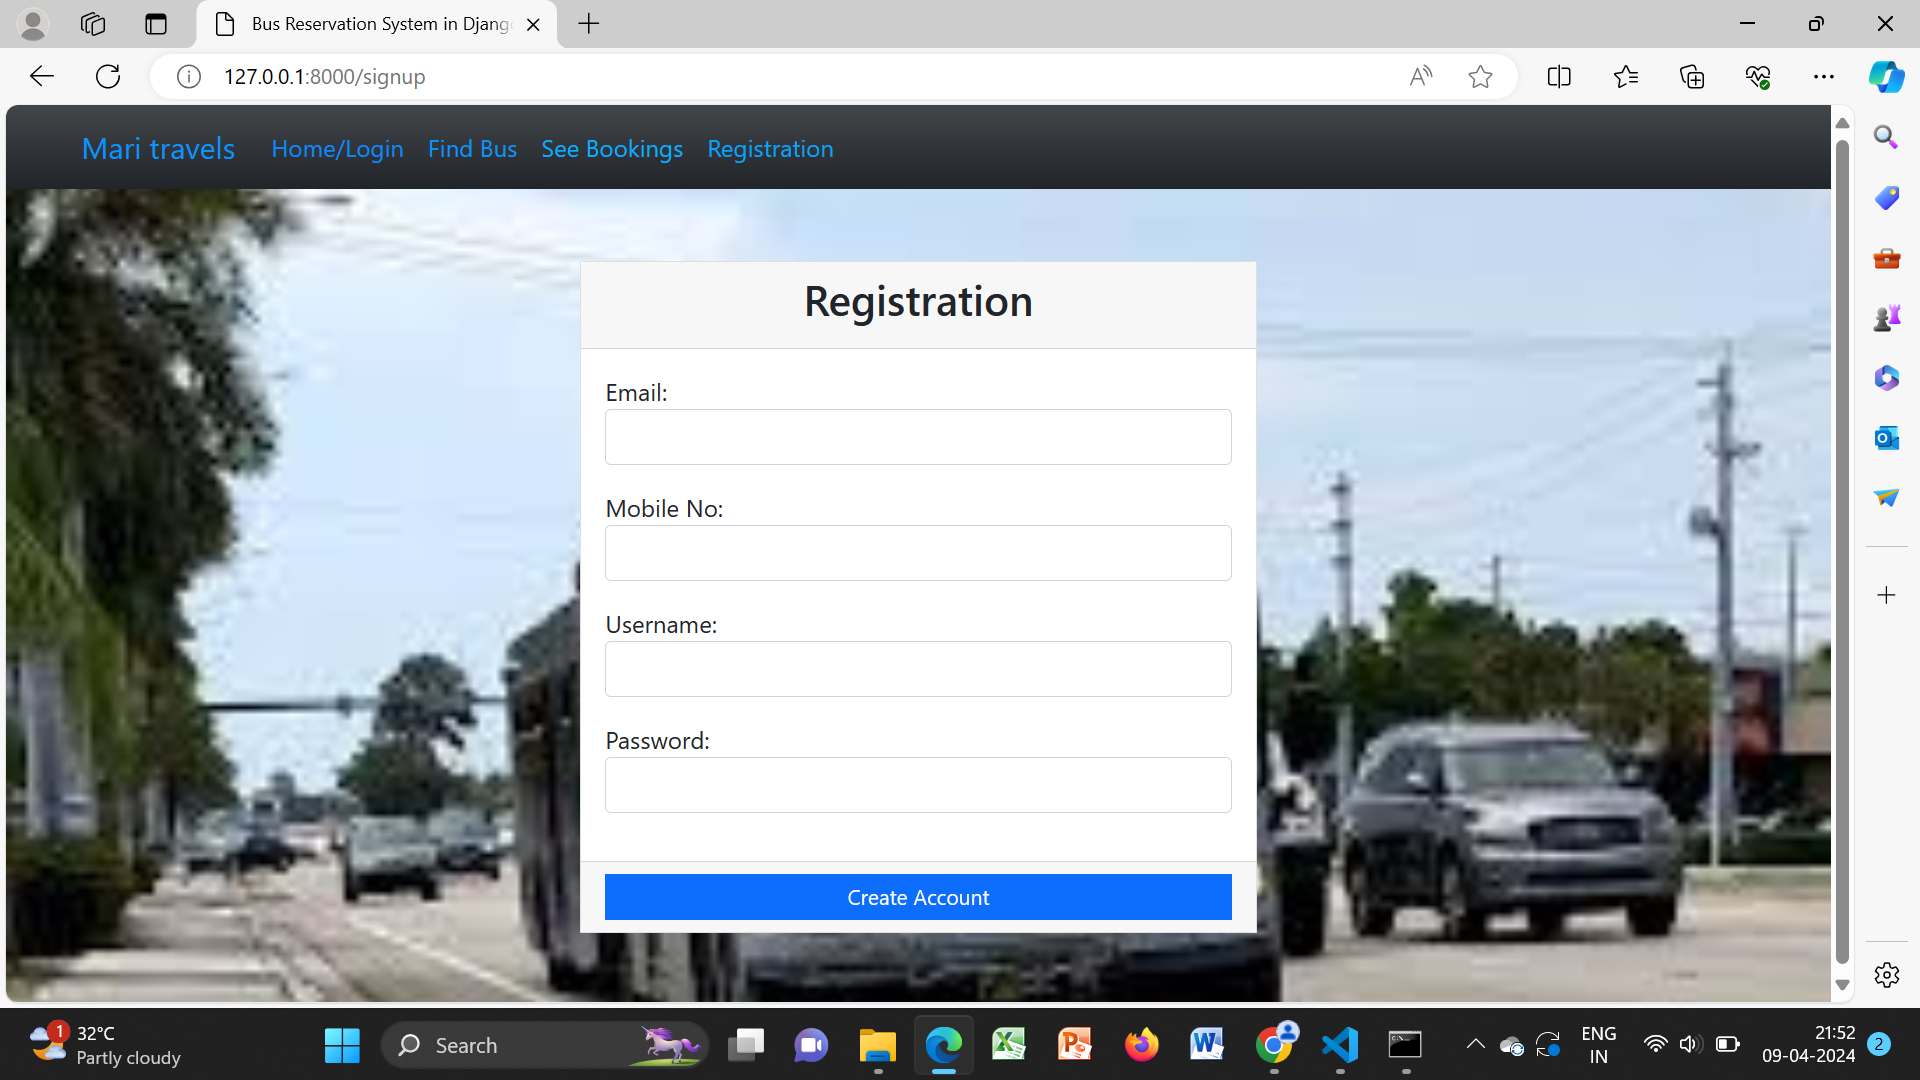 Bus Reservation System in Djang
127.0.0.1:8000/signup
Mari travels Home/Login Find Bus See Bookings Registration
Registration
Email:
Mobile No:
Username:
Password:
Create Account
1
32°C
Partly cloudy
Search
ENG
IN
21:52
09-04-2024
2